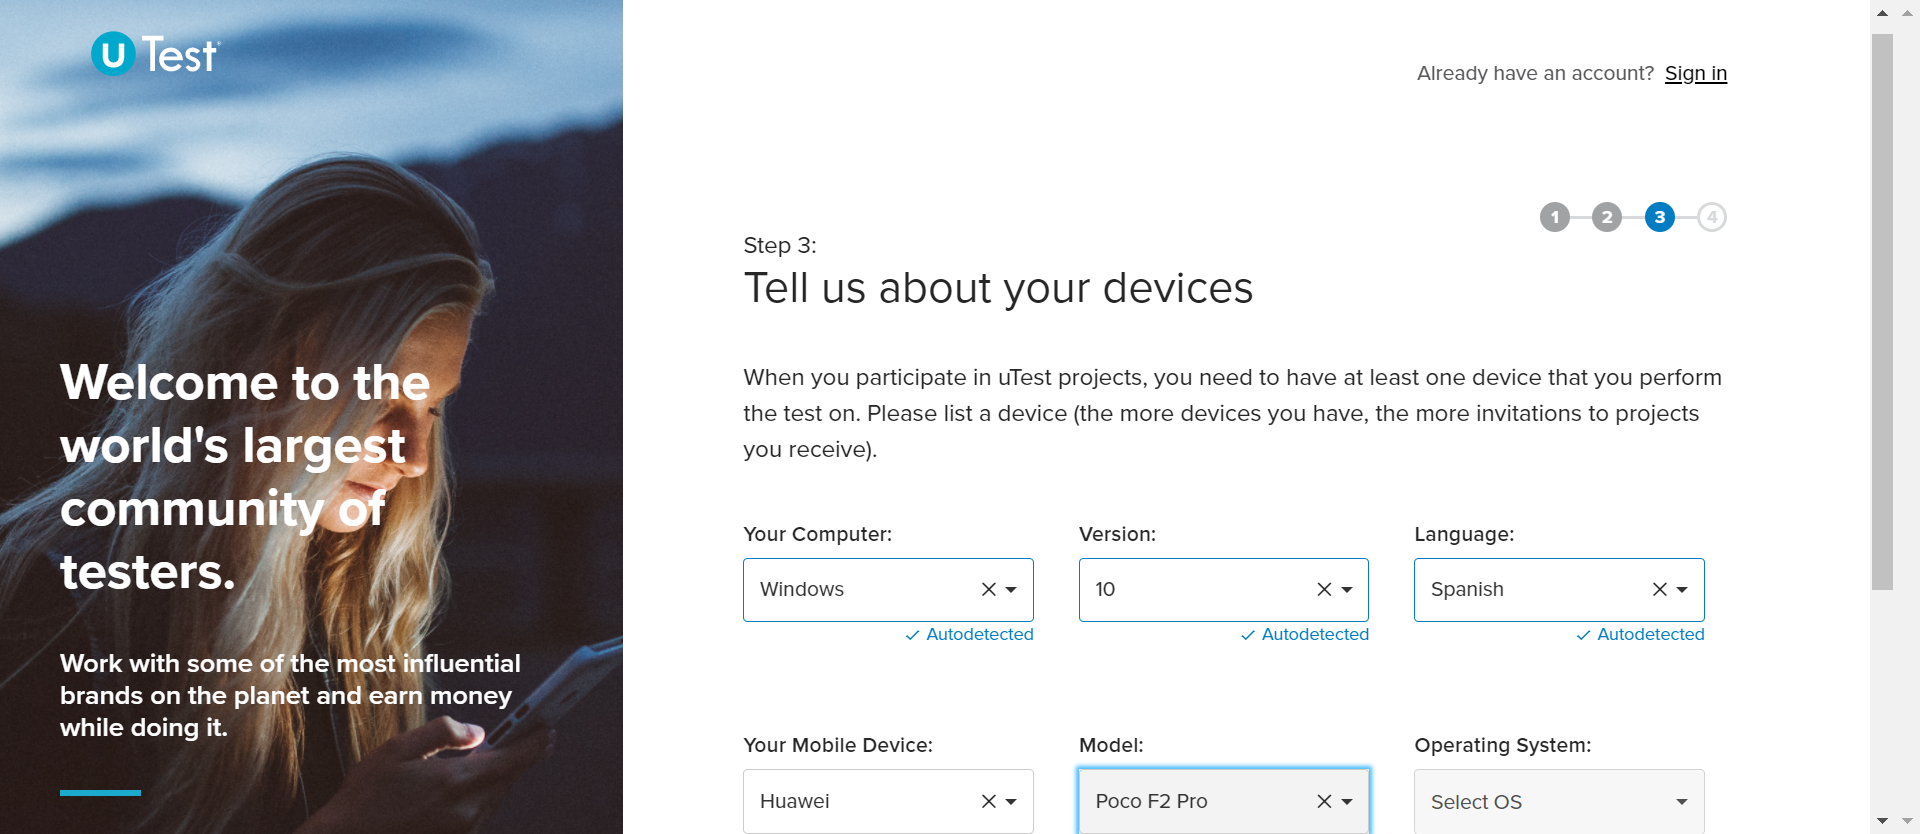 u Test
Already have an account? Sign in
1 2 3 4
Step 3:
Tell us about your devices
When you participate in uTest projects, you need to have at least one device that you perform
the test on. Please list a device (the more devices you have, the more invitations to projects
you receive).
Welcome to the
world's largest
community of
testers.
Work with some of the most influential
brands on the planet and earn money
while doing it.
Your Computer: Version: Language:
Windows 10 Spanish
Autodetected Autodetected Autodetected
Your Mobile Device: Model: Operating System:
Huawei Poco F2 Pro Select OS